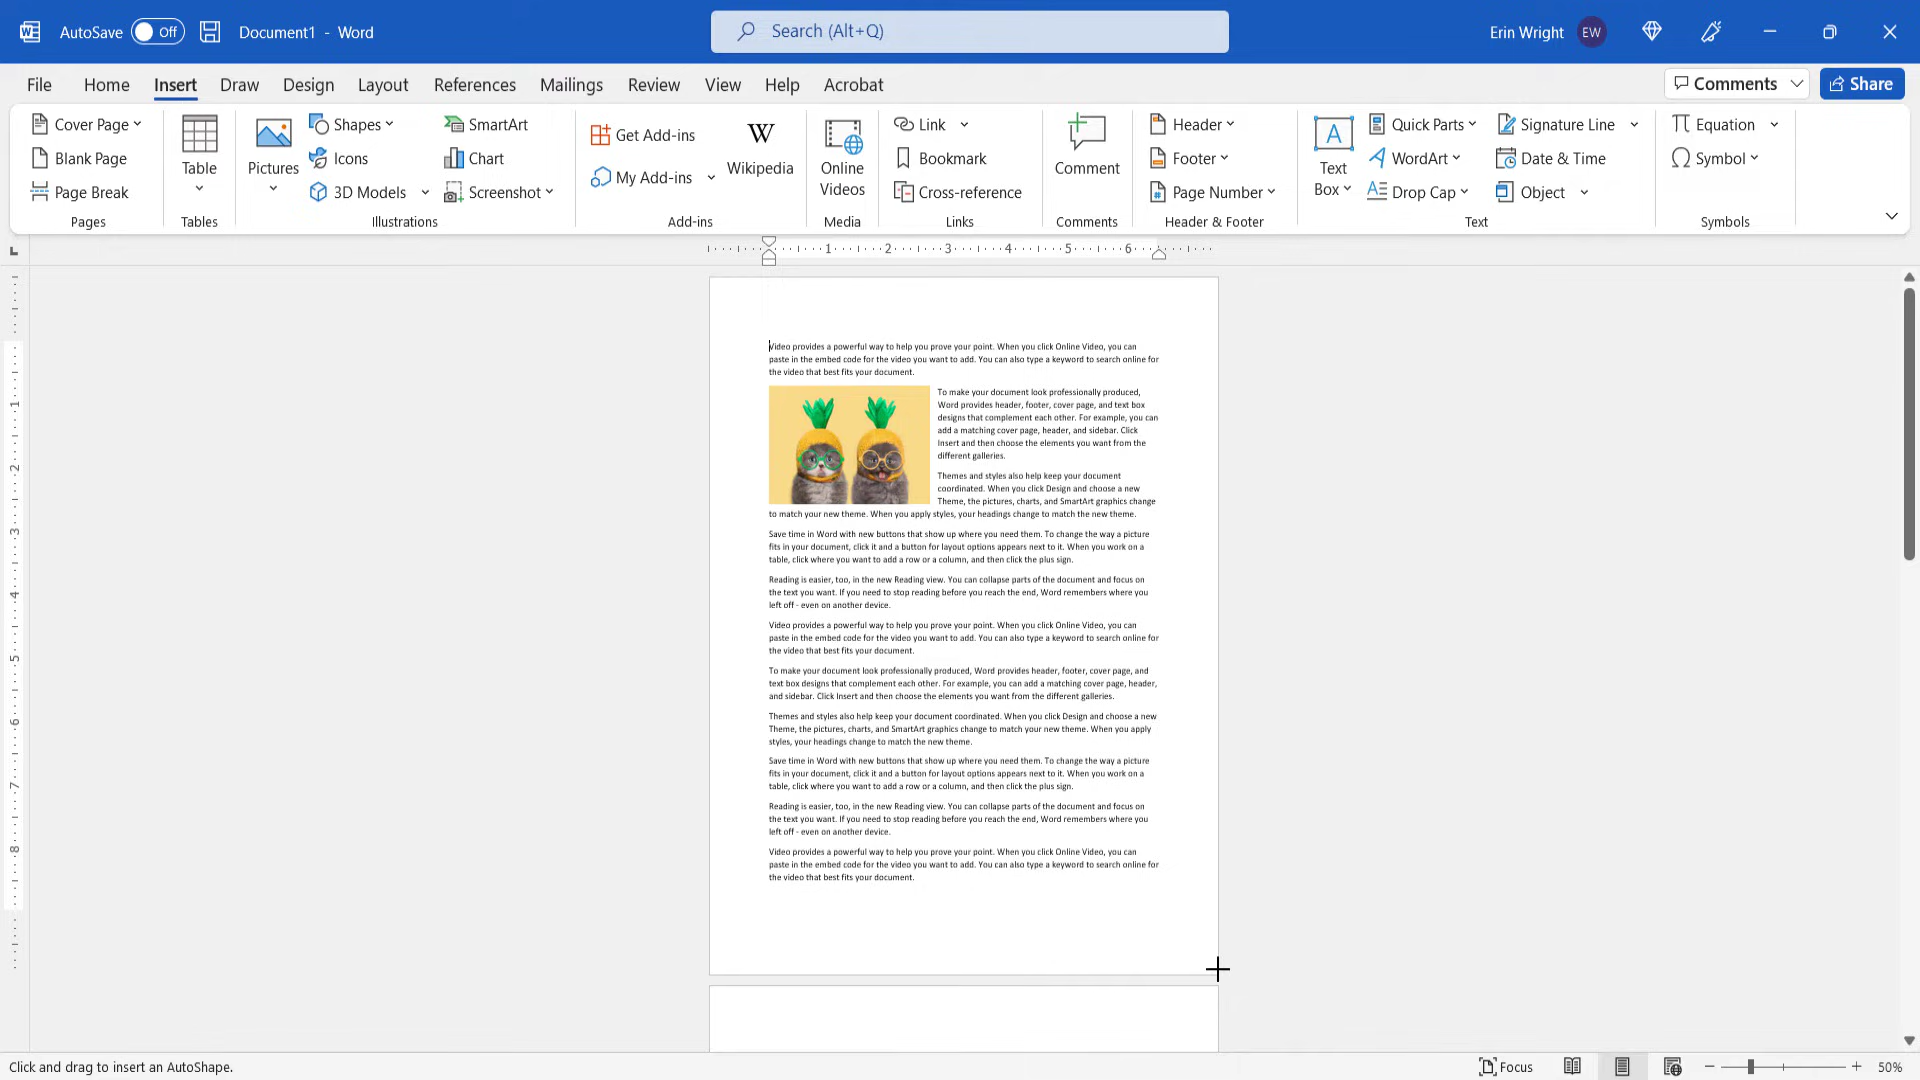 AutoSave Off Document1 - Word Search (Alt+Q) Erin Wright EW
File Home Insert Draw Design Layout References Mailings Review View Help Acrobat Comments Share
Cover Page
Blank Page
Page Break
Pages
Table
Tables
Pictures
Shapes
Icons
3D Models
SmartArt
Chart
Screenshot
Illustrations
Get Add-ins
My Add-ins
W
Wikipedia
Add-ins
Online
Videos
Media
Link
Bookmark
Cross-reference
Links
Comment
Comments
Header
Footer
Page Number
Header & Footer
A
Text
Box
Quick Parts
WordArt
Drop Cap
Signature Line
Date & Time
Object
Text
Equation
Symbol
Symbols
1 2 3 4 5 6
1
2
3
4
5
6
7
8
Video provides a powerful way to help you prove your point. When you click Online Video, you can
paste in the embed code for the video you want to add. You can also type a keyword to search online for
the video that best fits your document.
To make your document look professionally produced,
Word provides header, footer, cover page, and text box
designs that complement each other. For example, you can
add a matching cover page, header, and sidebar. Click
Insert and then choose the elements you want from the
different galleries.
Themes and styles also help keep your document
coordinated. When you click Design and choose a new
Theme, the pictures, charts, and SmartArt graphics change
to match your new theme. When you apply styles, your headings change to match the new theme.
Save time in Word with new buttons that show up where you need them. To change the way a picture
fits in your document, click it and a button for layout options appears next to it. When you work on a
table, click where you want to add a row or a column, and then click the plus sign.
Reading is easier, too, in the new Reading view. You can collapse parts of the document and focus on
the text you want. If you need to stop reading before you reach the end, Word remembers where you
left off - even on another device.
Video provides a powerful way to help you prove your point. When you click Online Video, you can
paste in the embed code for the video you want to add. You can also type a keyword to search online for
the video that best fits your document.
To make your document look professionally produced, Word provides header, footer, cover page, and
text box designs that complement each other. For example, you can add a matching cover page, header,
and sidebar. Click Insert and then choose the elements you want from the different galleries.
Themes and styles also help keep your document coordinated. When you click Design and choose a new
Theme, the pictures, charts, and SmartArt graphics change to match your new theme. When you apply
styles, your headings change to match the new theme.
Save time in Word with new buttons that show up where you need them. To change the way a picture
fits in your document, click it and a button for layout options appears next to it. When you work on a
table, click where you want to add a row or a column, and then click the plus sign.
Reading is easier, too, in the new Reading view. You can collapse parts of the document and focus on
the text you want. If you need to stop reading before you reach the end, Word remembers where you
left off - even on another device.
Video provides a powerful way to help you prove your point. When you click Online Video, you can
paste in the embed code for the video you want to add. You can also type a keyword to search online for
the video that best fits your document.
Click and drag to insert an AutoShape. Focus 50%